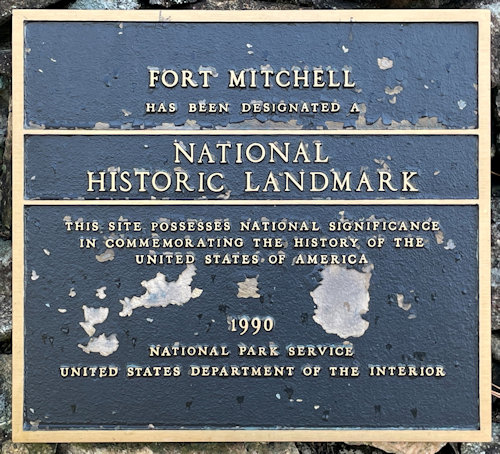 FORT MITCHELL
HAS BEEN DESIGNATED A
NATIONAL
HISTORIC LANDMARK
THIS SITE POSSESSES NATIONAL SIGNIFICANCE
IN COMMEMORATING THE HISTORY OF THE
UNITED STATES OF AMERICA
1990
NATIONAL PARK SERVICE
UNITED STATES DEPARTMENT OF THE INTERIOR